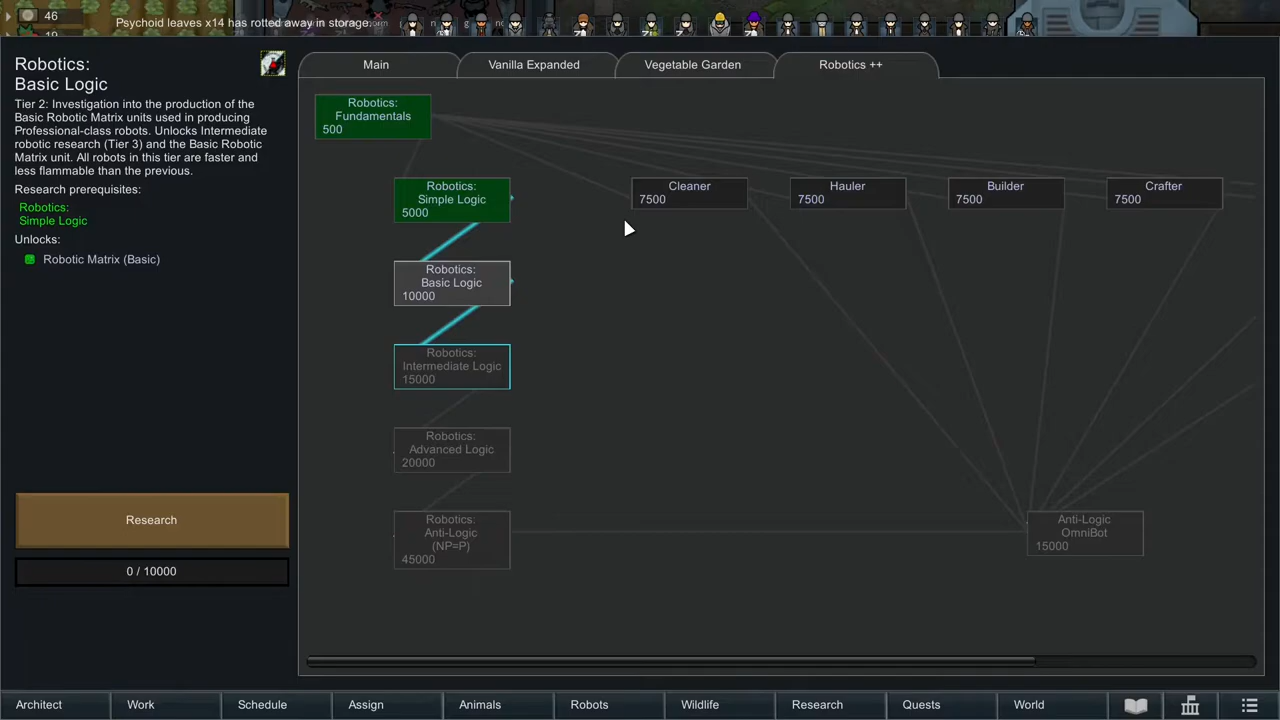 46
Psychoid leaves x14 has rotted away in storage.
19
Robotics:
Basic Logic
Tier 2: Investigation into the production of the
Basic Robotic Matrix units used in producing
Professional-class robots. Unlocks Intermediate
robotic research (Tier 3) and the Basic Robotic
Matrix unit. All robots in this tier are faster and
less flammable than the previous.
Research prerequisites:
Robotics:
Simple Logic
Unlocks:
Robotic Matrix (Basic)
Research
0 / 10000
Main
Vanilla Expanded
Vegetable Garden
Robotics ++
Robotics:
Fundamentals
500
Robotics:
Simple Logic
5000
Cleaner
7500
Hauler
7500
Builder
7500
Crafter
7500
Robotics:
Basic Logic
10000
Robotics:
Intermediate Logic
15000
Robotics:
Advanced Logic
20000
Robotics:
Anti-Logic
(NP=P)
45000
Anti-Logic
OmniBot
15000
Architect
Work
Schedule
Assign
Animals
Robots
Wildlife
Research
Quests
World